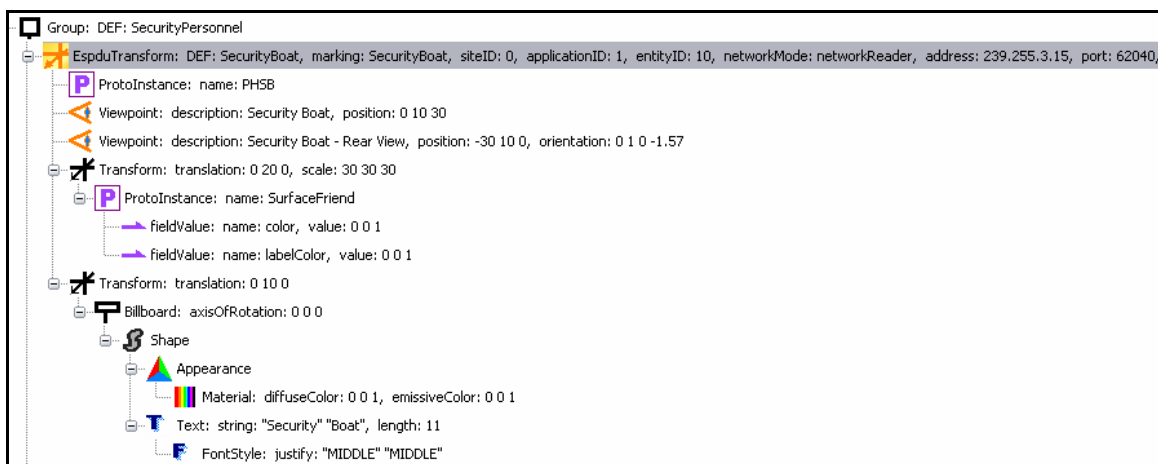 Group: DEF: SecurityPersonnel
EspduTransform: DEF: SecurityBoat, marking: SecurityBoat, siteID: 0, applicationID: 1, entityID: 10, networkMode: networkReader, address: 239.255.3.15, port: 62040,
P ProtoInstance: name: PHSB
Viewpoint: description: Security Boat, position: 0 10 30
Viewpoint: description: Security Boat - Rear View, position: -30 10 0, orientation: 0 1 0 -1.57
Transform: translation: 0 20 0, scale: 30 30 30
P ProtoInstance: name: SurfaceFriend
fieldValue: name: color, value: 0 0 1
fieldValue: name: labelColor, value: 0 0 1
Transform: translation: 0 10 0
Billboard: axisOfRotation: 0 0 0
S Shape
Appearance
Material: diffuseColor: 0 0 1, emissiveColor: 0 0 1
T Text: string: "Security" "Boat", length: 11
F FontStyle: justify: "MIDDLE" "MIDDLE"